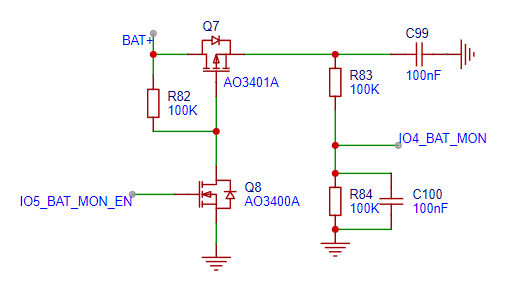 Q7
C99
BAT+
AO3401A
100nF
R82
100K
R83
100K
IO4_BAT_MON
Q8
AO3400A
IO5_BAT_MON_EN
R84
100K
C100
100nF